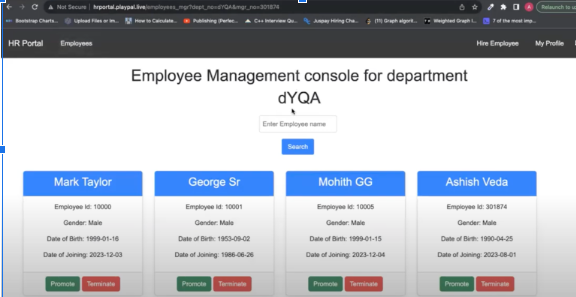 Not Secure | hrportal.playpal.live/employees_mgr?dept_no=dYQA&mgr_no=301874
Relaunch to u
Bootstrap Charts... Uploading Files or Im... How to Calculate... Publishing (Perfec... C++ Interview Qu... Juspay Hiring Cha... (11) Graph algorit... Weighted Graph (... 7 of the most imp...
HR Portal Employees Hire Employee My Profile
Employee Management console for department
dYQA
Enter Employee name
Search
Mark Taylor George Sr Mohith GG Ashish Veda
Employee Id: 10000 Employee Id: 10001 Employee Id: 10005 Employee Id: 301874
Gender: Male Gender: Male Gender: Male Gender: Male
Date of Birth: 1999-01-16 Date of Birth: 1953-09-02 Date of Birth: 1999-01-15 Date of Birth: 1990-04-25
Date of Joining: 2023-12-03 Date of Joining: 1986-06-26 Date of Joining: 2023-12-04 Date of Joining: 2023-08-01
Promote Terminate Promote Terminate Promote Terminate Promote Terminate